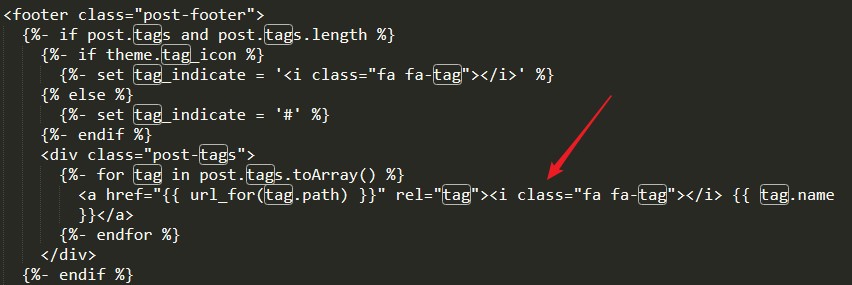 <footer class="post-footer">
{%- if post.tags and post.tags.length %}
{%- if theme.tag_icon %}
{%- set tag_indicate = '<i class="fa fa-tag"></i>' %}
{% else %}
{%- set tag_indicate = '#' %}
{%- endif %}
<div class="post-tags">
{%- for tag in post.tags.toArray() %}
<a href="{{ url_for(tag.path) }}" rel="tag"><i class="fa fa-tag"></i> {{ tag.name
}}</a>
{%- endfor %}
</div>
{%- endif %}